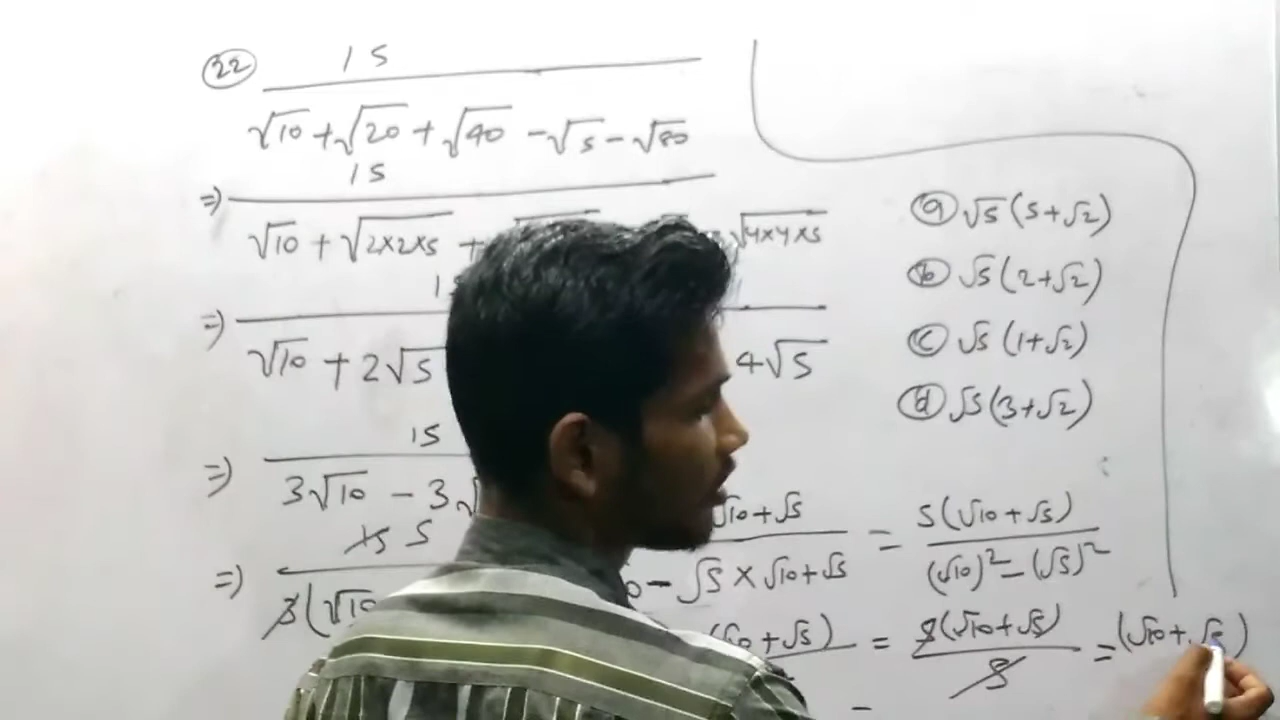 22 15
√10 + √20 + √40 - √5 - √80
15
⇒ √10 + √2×2×5 + √4×4×5
⇒ √10 + 2√5 4√5
15
⇒ 3√10 - 3√
15 5
⇒ 3(√10
a √5 (5+√2)
b √5 (2+√2)
c √5 (1+√2)
d √5 (3+√2)
√10+√5 = 5(√10+√5)
- √5 × √10+√5 (√10)² - (√5)²
(√10+√5) = 5(√10+√5) = (√10+√5)
5